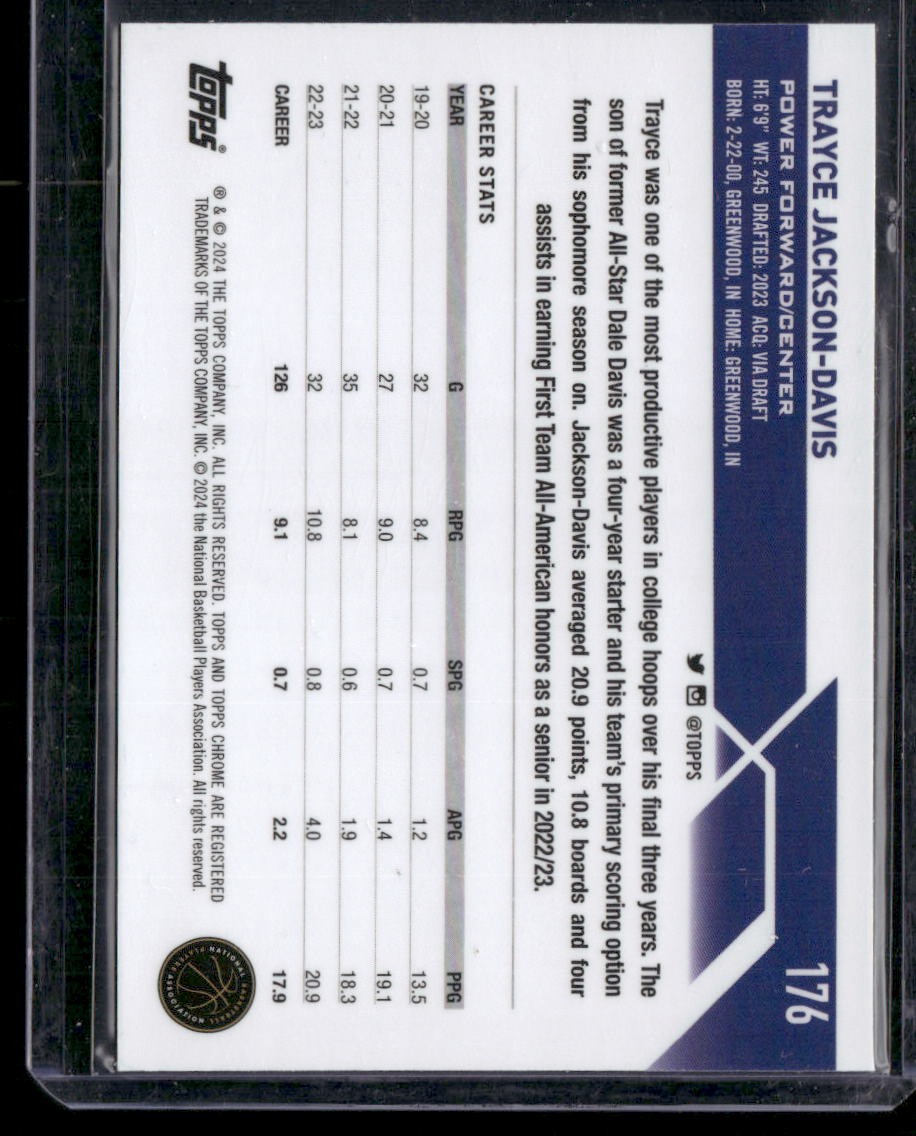 TRAYCE JACKSON-DAVIS
176
POWER FORWARD/CENTER
HT: 6'9" WT: 245 DRAFTED: 2023 ACQ: VIA DRAFT
BORN: 2-22-00, GREENWOOD, IN HOME: GREENWOOD, IN
@TOPPS
Trayce was one of the most productive players in college hoops over his final three years. The
son of former All-Star Dale Davis was a four-year starter and his team's primary scoring option
from his sophomore season on. Jackson-Davis averaged 20.9 points, 10.8 boards and four
assists in earning First Team All-American honors as a senior in 2022/23.
CAREER STATS
YEAR G RPG SPG APG PPG
19-20 32 8.4 0.7 1.2 13.5
20-21 27 9.0 0.7 1.4 19.1
21-22 35 8.1 0.6 1.9 18.3
22-23 32 10.8 0.8 4.0 20.9
CAREER 126 9.1 0.7 2.2 17.9
topps®
® & © 2024 THE TOPPS COMPANY, INC. ALL RIGHTS RESERVED. TOPPS AND TOPPS CHROME ARE REGISTERED
TRADEMARKS OF THE TOPPS COMPANY, INC. © 2024 the National Basketball Players Association. All rights reserved.
NATIONAL BASKETBALL PLAYERS ASSOCIATION